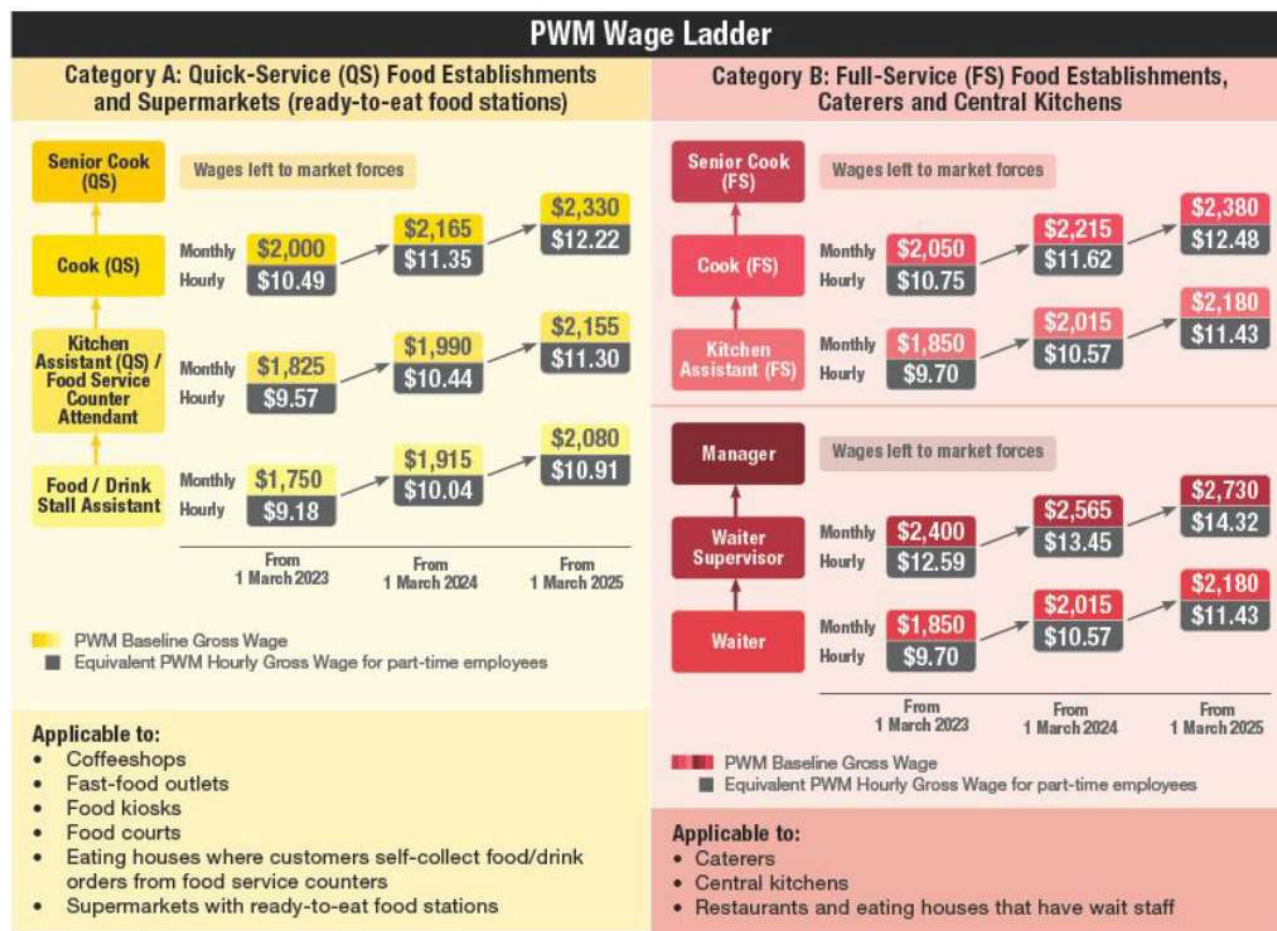 PWM Wage Ladder
Category A: Quick-Service (QS) Food Establishments
and Supermarkets (ready-to-eat food stations)
Senior Cook
(QS)
Wages left to market forces
Cook (QS)
Monthly
Hourly
$2,000
$10.49
$2,165
$11.35
$2,330
$12.22
Kitchen
Assistant (QS) /
Food Service
Counter
Attendant
Monthly
Hourly
$1,825
$9.57
$1,990
$10.44
$2,155
$11.30
Food / Drink
Stall Assistant
Monthly
Hourly
$1,750
$9.18
$1,915
$10.04
$2,080
$10.91
From
1 March 2023
From
1 March 2024
From
1 March 2025
PWM Baseline Gross Wage
Equivalent PWM Hourly Gross Wage for part-time employees
Applicable to:
• Coffeeshops
• Fast-food outlets
• Food kiosks
• Food courts
• Eating houses where customers self-collect food/drink
orders from food service counters
• Supermarkets with ready-to-eat food stations
Category B: Full-Service (FS) Food Establishments,
Caterers and Central Kitchens
Senior Cook
(FS)
Wages left to market forces
Cook (FS)
Monthly
Hourly
$2,050
$10.75
$2,215
$11.62
$2,380
$12.48
Kitchen
Assistant (FS)
Monthly
Hourly
$1,850
$9.70
$2,015
$10.57
$2,180
$11.43
Manager
Wages left to market forces
Waiter
Supervisor
Monthly
Hourly
$2,400
$12.59
$2,565
$13.45
$2,730
$14.32
Waiter
Monthly
Hourly
$1,850
$9.70
$2,015
$10.57
$2,180
$11.43
From
1 March 2023
From
1 March 2024
From
1 March 2025
PWM Baseline Gross Wage
Equivalent PWM Hourly Gross Wage for part-time employees
Applicable to:
• Caterers
• Central kitchens
• Restaurants and eating houses that have wait staff